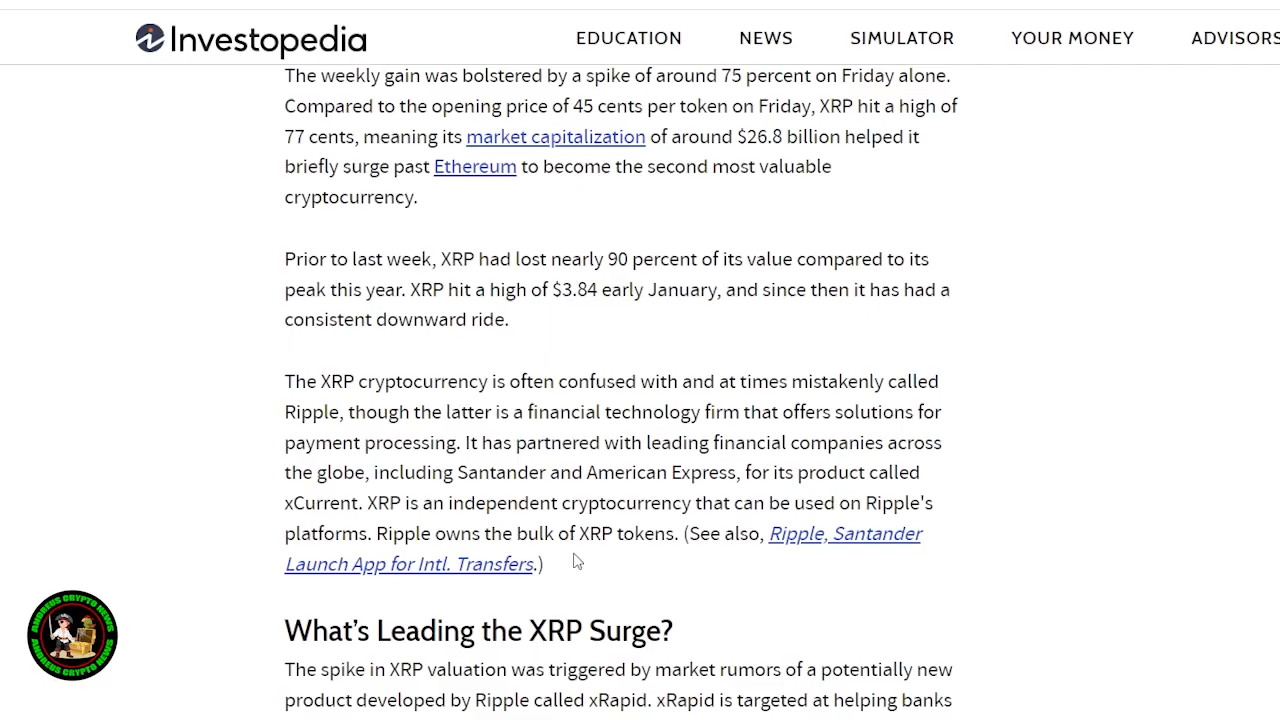 Investopedia
EDUCATION NEWS SIMULATOR YOUR MONEY ADVISORS
The weekly gain was bolstered by a spike of around 75 percent on Friday alone.
Compared to the opening price of 45 cents per token on Friday, XRP hit a high of
77 cents, meaning its market capitalization of around $26.8 billion helped it
briefly surge past Ethereum to become the second most valuable
cryptocurrency.
Prior to last week, XRP had lost nearly 90 percent of its value compared to its
peak this year. XRP hit a high of $3.84 early January, and since then it has had a
consistent downward ride.
The XRP cryptocurrency is often confused with and at times mistakenly called
Ripple, though the latter is a financial technology firm that offers solutions for
payment processing. It has partnered with leading financial companies across
the globe, including Santander and American Express, for its product called
xCurrent. XRP is an independent cryptocurrency that can be used on Ripple's
platforms. Ripple owns the bulk of XRP tokens. (See also, Ripple, Santander
Launch App for Intl. Transfers.)
ANDREUS CRYPTO NEWS
ANDREUS CRYPTO NEWS
What’s Leading the XRP Surge?
The spike in XRP valuation was triggered by market rumors of a potentially new
product developed by Ripple called xRapid. xRapid is targeted at helping banks